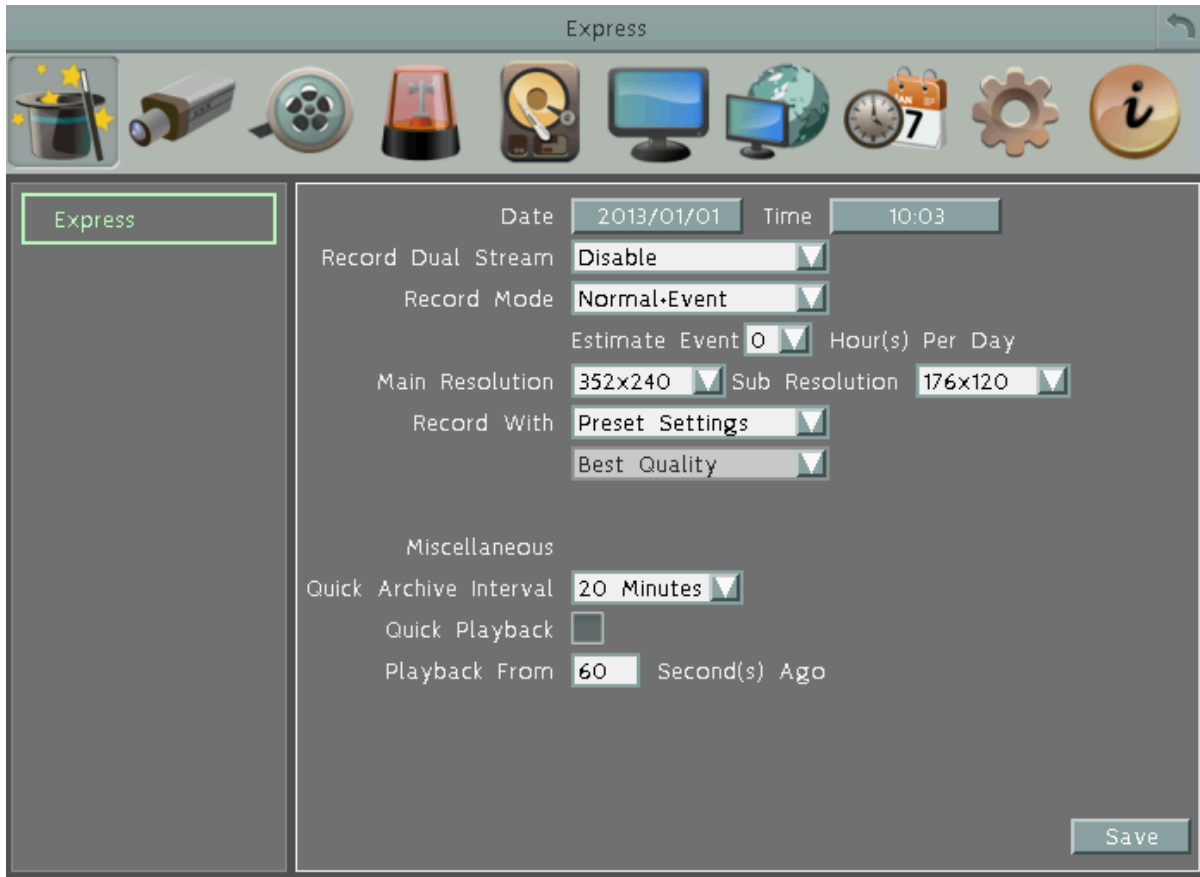 Express
JAN
7
i
Express
Date 2013/01/01 Time 10:03
Record Dual Stream Disable
Record Mode Normal+Event
Estimate Event 0 Hour(s) Per Day
Main Resolution 352x240 Sub Resolution 176x120
Record With Preset Settings
Best Quality
Miscellaneous
Quick Archive Interval 20 Minutes
Quick Playback
Playback From 60 Second(s) Ago
Save